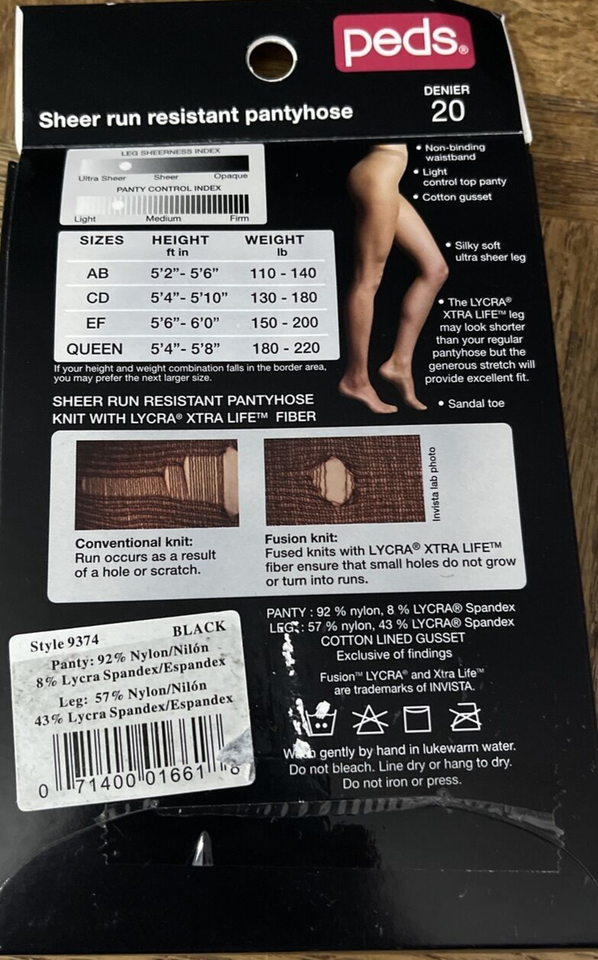 peds®
Sheer run resistant pantyhose
DENIER
20
LEG SHEERNESS INDEX
Ultra Sheer Sheer Opaque
PANTY CONTROL INDEX
Light Medium Firm
• Non-binding
waistband
• Light
control top panty
• Cotton gusset
• Silky soft
ultra sheer leg
• The LYCRA®
XTRA LIFE™ leg
may look shorter
than your regular
pantyhose but the
generous stretch will
provide excellent fit.
• Sandal toe
SIZES HEIGHT WEIGHT
ft in lb
AB 5'2"- 5'6" 110 - 140
CD 5'4"- 5'10" 130 - 180
EF 5'6"- 6'0" 150 - 200
QUEEN 5'4"- 5'8" 180 - 220
If your height and weight combination falls in the border area,
you may prefer the next larger size.
SHEER RUN RESISTANT PANTYHOSE
KNIT WITH LYCRA® XTRA LIFE™ FIBER
Invista lab photo
Conventional knit:
Run occurs as a result
of a hole or scratch.
Fusion knit:
Fused knits with LYCRA® XTRA LIFE™
fiber ensure that small holes do not grow
or turn into runs.
PANTY : 92 % nylon, 8 % LYCRA® Spandex
LEG : 57 % nylon, 43 % LYCRA® Spandex
COTTON LINED GUSSET
Exclusive of findings
Fusion™ LYCRA® and Xtra Life™
are trademarks of INVISTA.
Wash gently by hand in lukewarm water.
Do not bleach. Line dry or hang to dry.
Do not iron or press.
Style 9374 BLACK
Panty: 92% Nylon/Nilón
8% Lycra Spandex/Espandex
Leg: 57% Nylon/Nilón
43% Lycra Spandex/Espandex
0 71400 01661